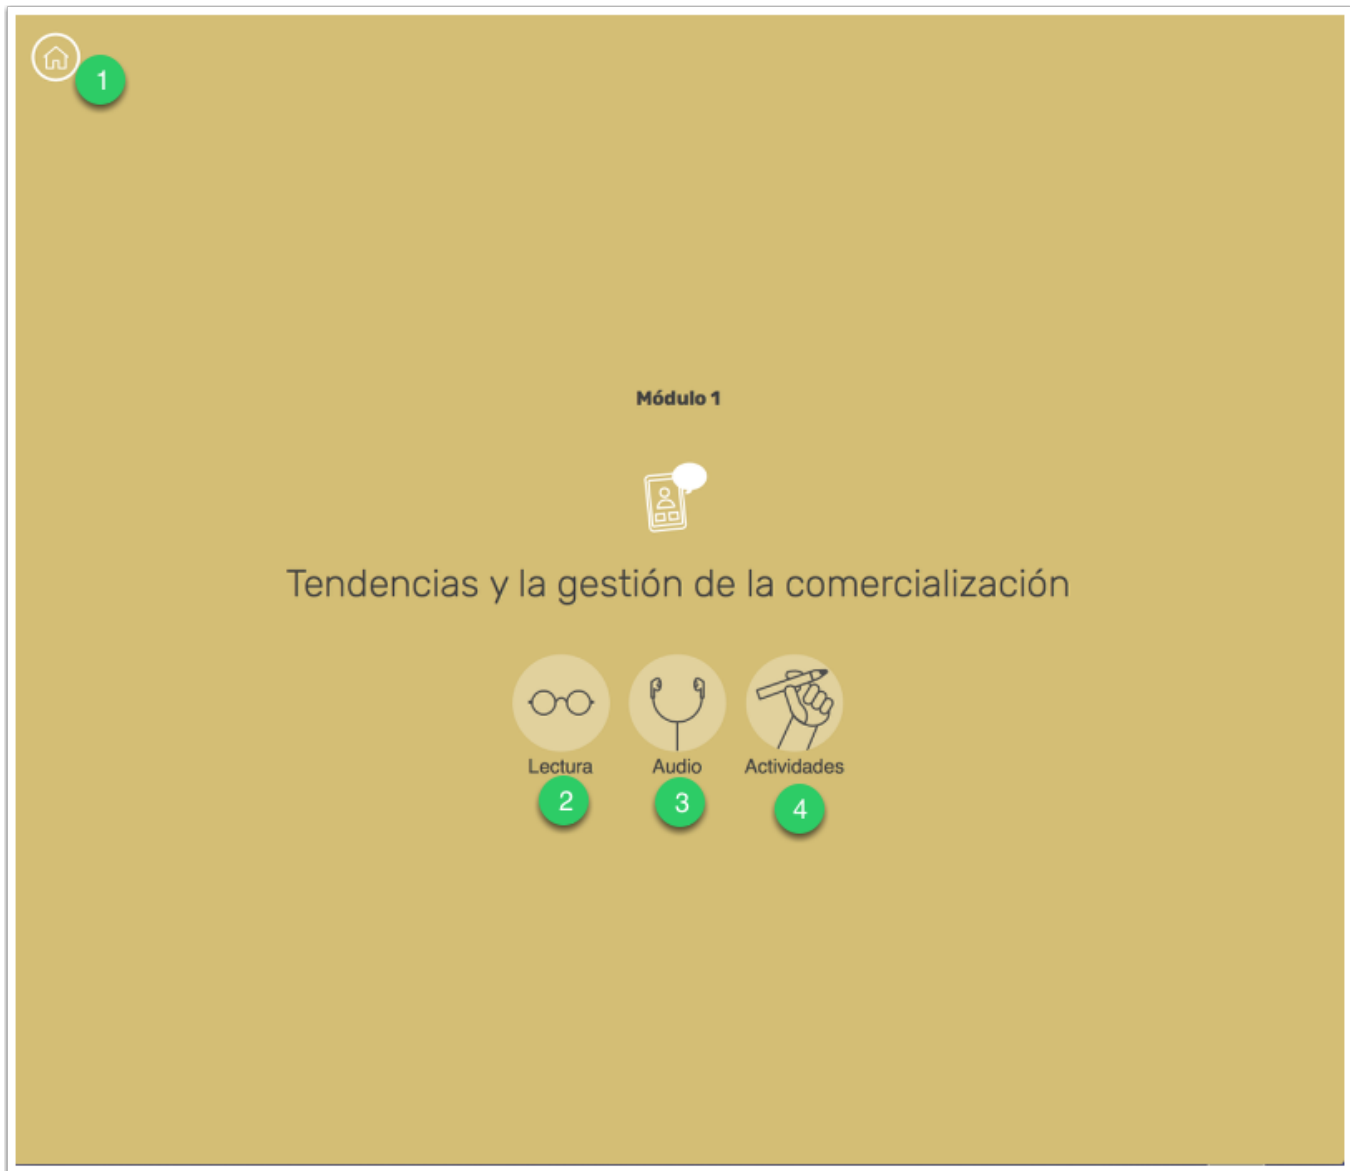 1
Módulo 1
Tendencias y la gestión de la comercialización
Lectura Audio Actividades
2 3 4